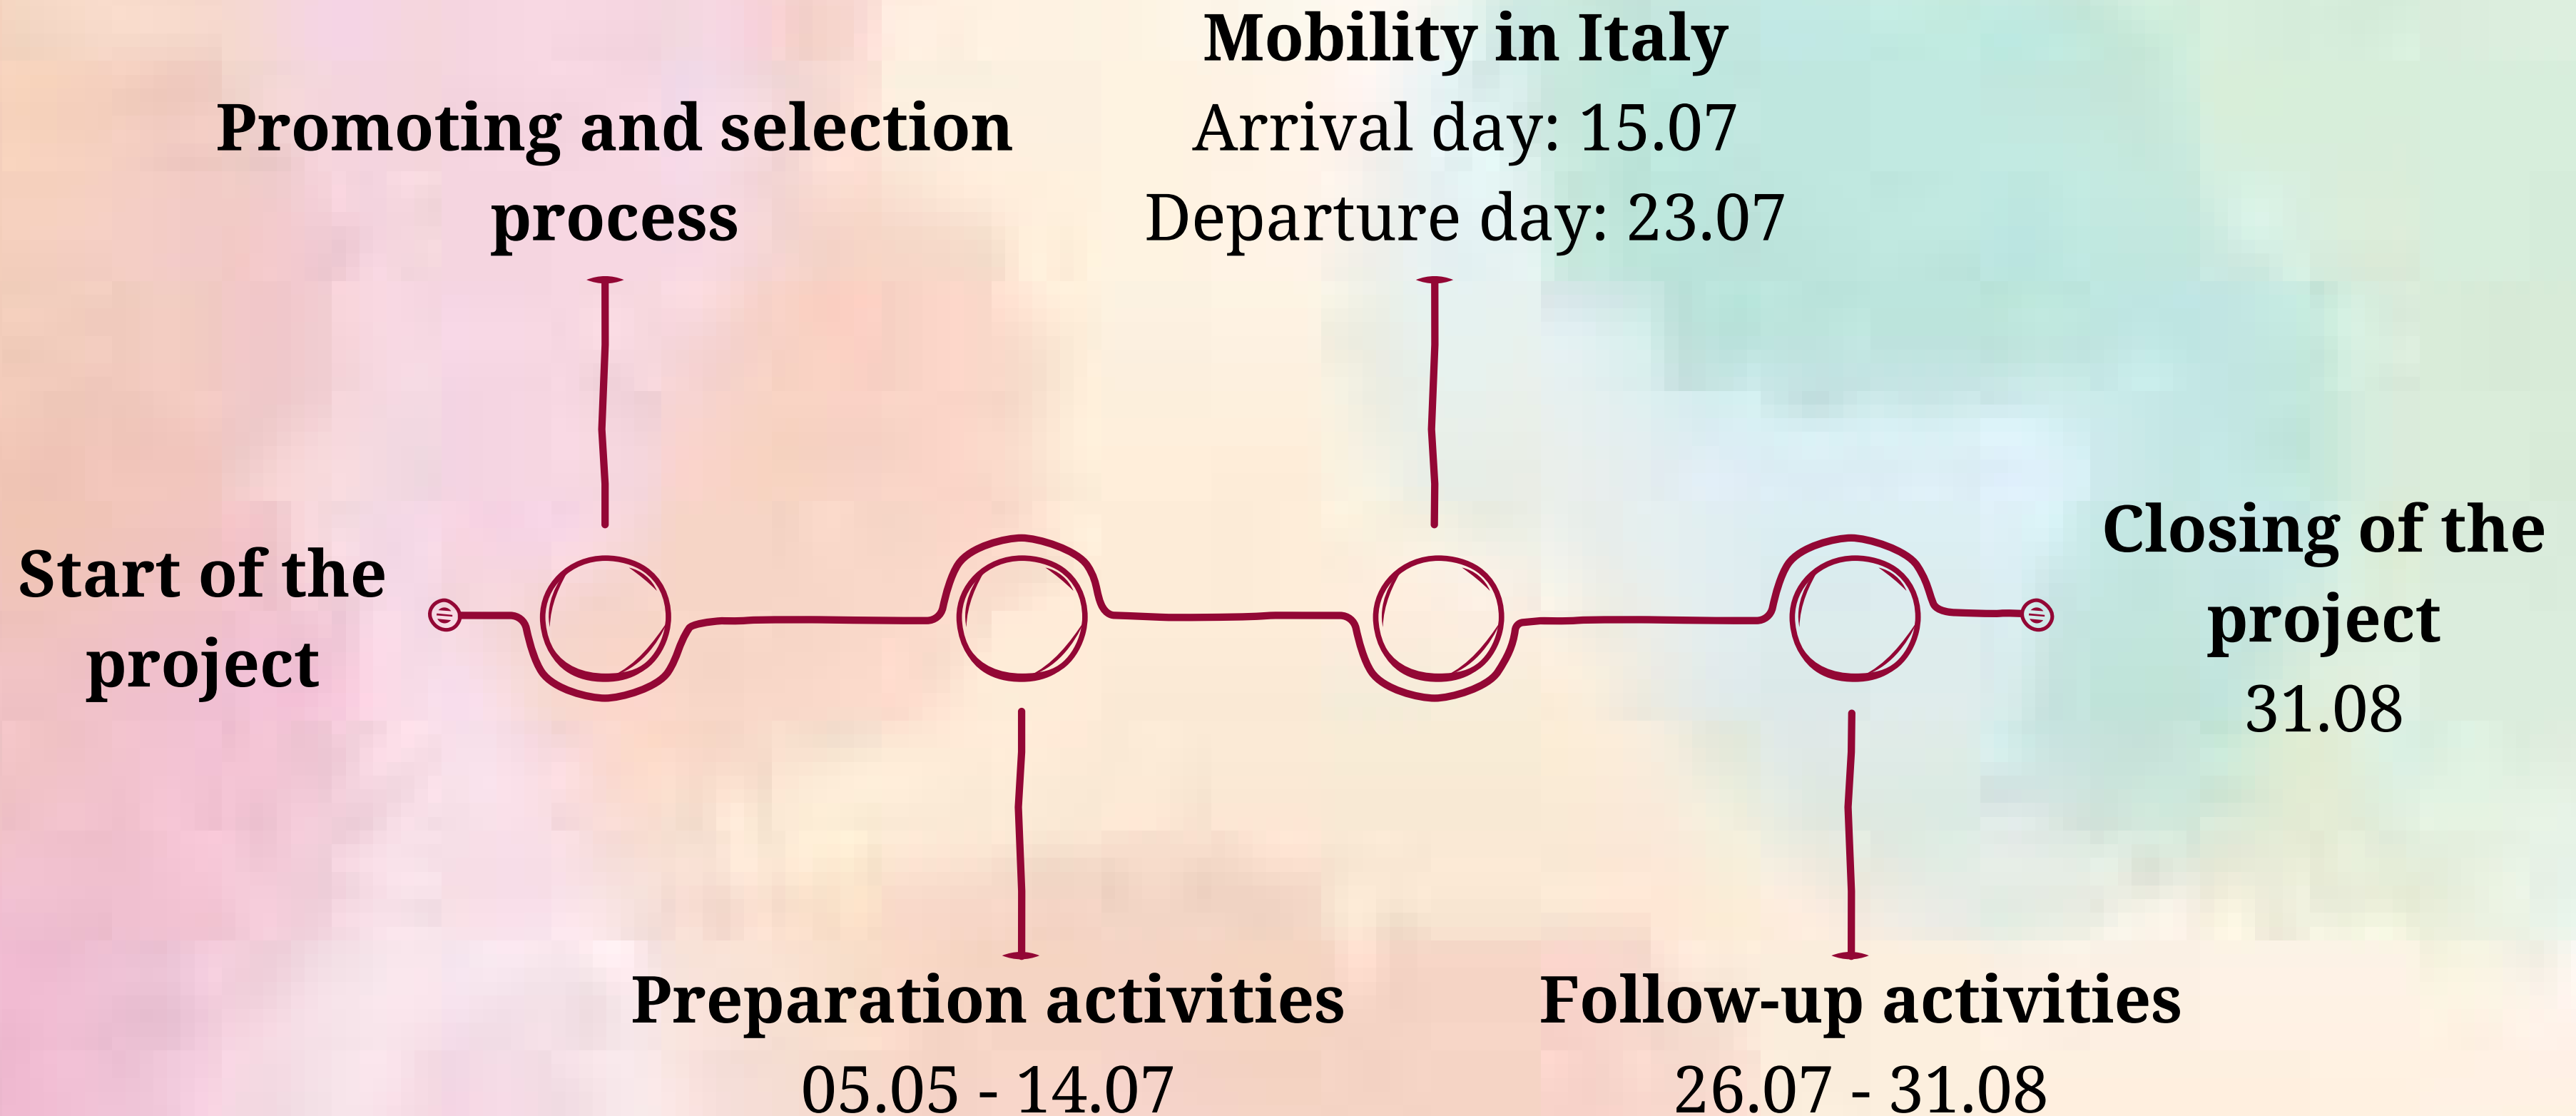 Start of the
project
Promoting and selection
process
Preparation activities
05.05 - 14.07
Mobility in Italy
Arrival day: 15.07
Departure day: 23.07
Follow-up activities
26.07 - 31.08
Closing of the
project
31.08